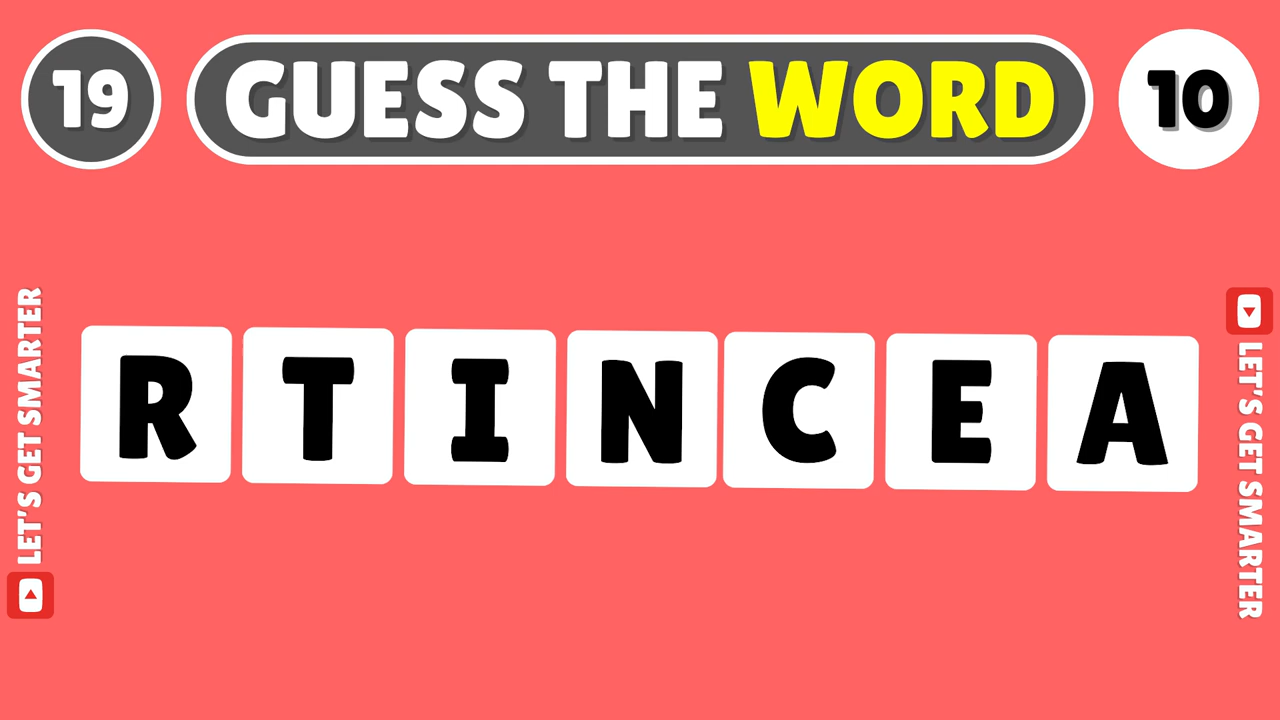 19
GUESS THE WORD
10
R T I N C E A
LET'S GET SMARTER
LET'S GET SMARTER